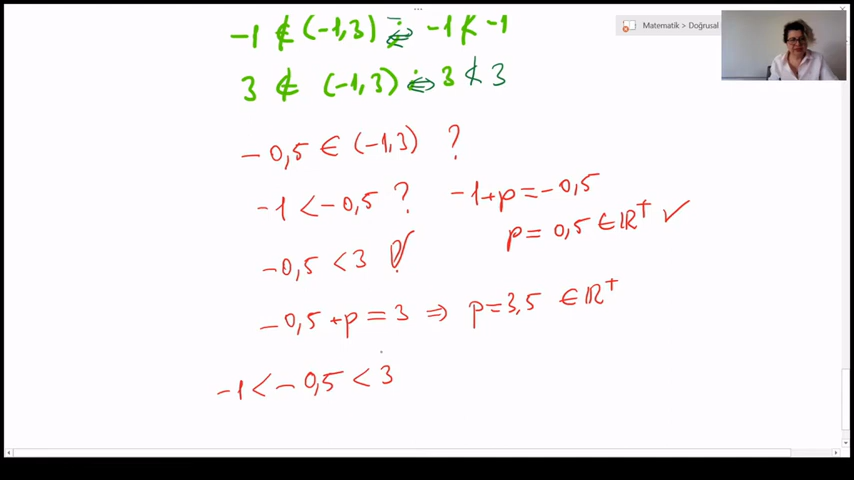 Matematik > Doğrusal
-1 ∉ (-1,3) ⇔ -1 ≮ -1
3 ∉ (-1,3) ⇔ 3 ≮ 3
-0,5 ∈ (-1,3) ?
-1 < -0,5 ? -1+p = -0,5
p = 0,5 ∈ ℝ⁺ ✓
-0,5 < 3
-0,5 + p = 3 ⇒ p = 3,5 ∈ ℝ⁺
-1 < -0,5 < 3